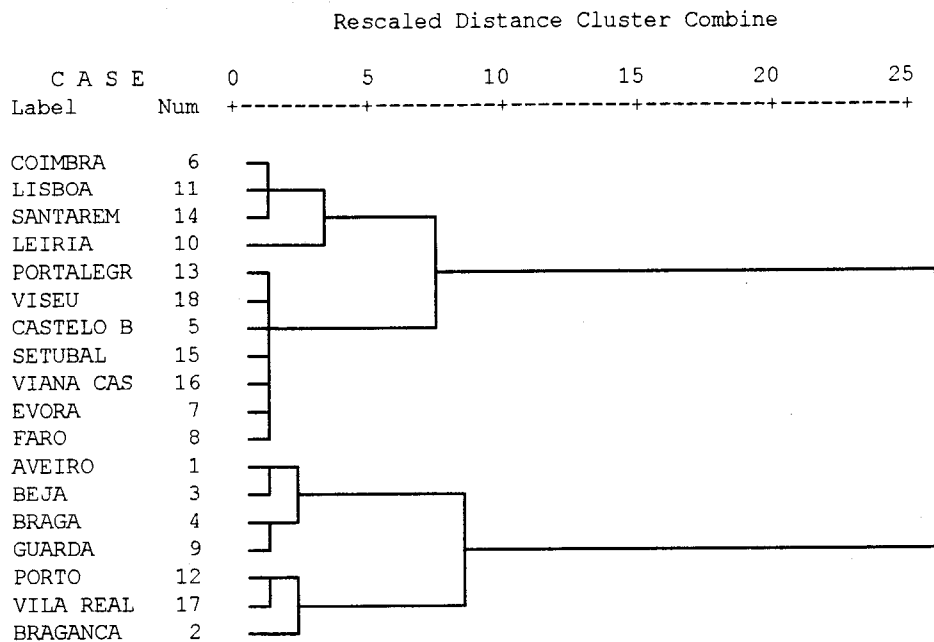 Rescaled Distance Cluster Combine
C A S E 0 5 10 15 20 25
Label Num +---------+---------+---------+---------+---------+
COIMBRA 6
LISBOA 11
SANTAREM 14
LEIRIA 10
PORTALEGR 13
VISEU 18
CASTELO B 5
SETUBAL 15
VIANA CAS 16
EVORA 7
FARO 8
AVEIRO 1
BEJA 3
BRAGA 4
GUARDA 9
PORTO 12
VILA REAL 17
BRAGANCA 2